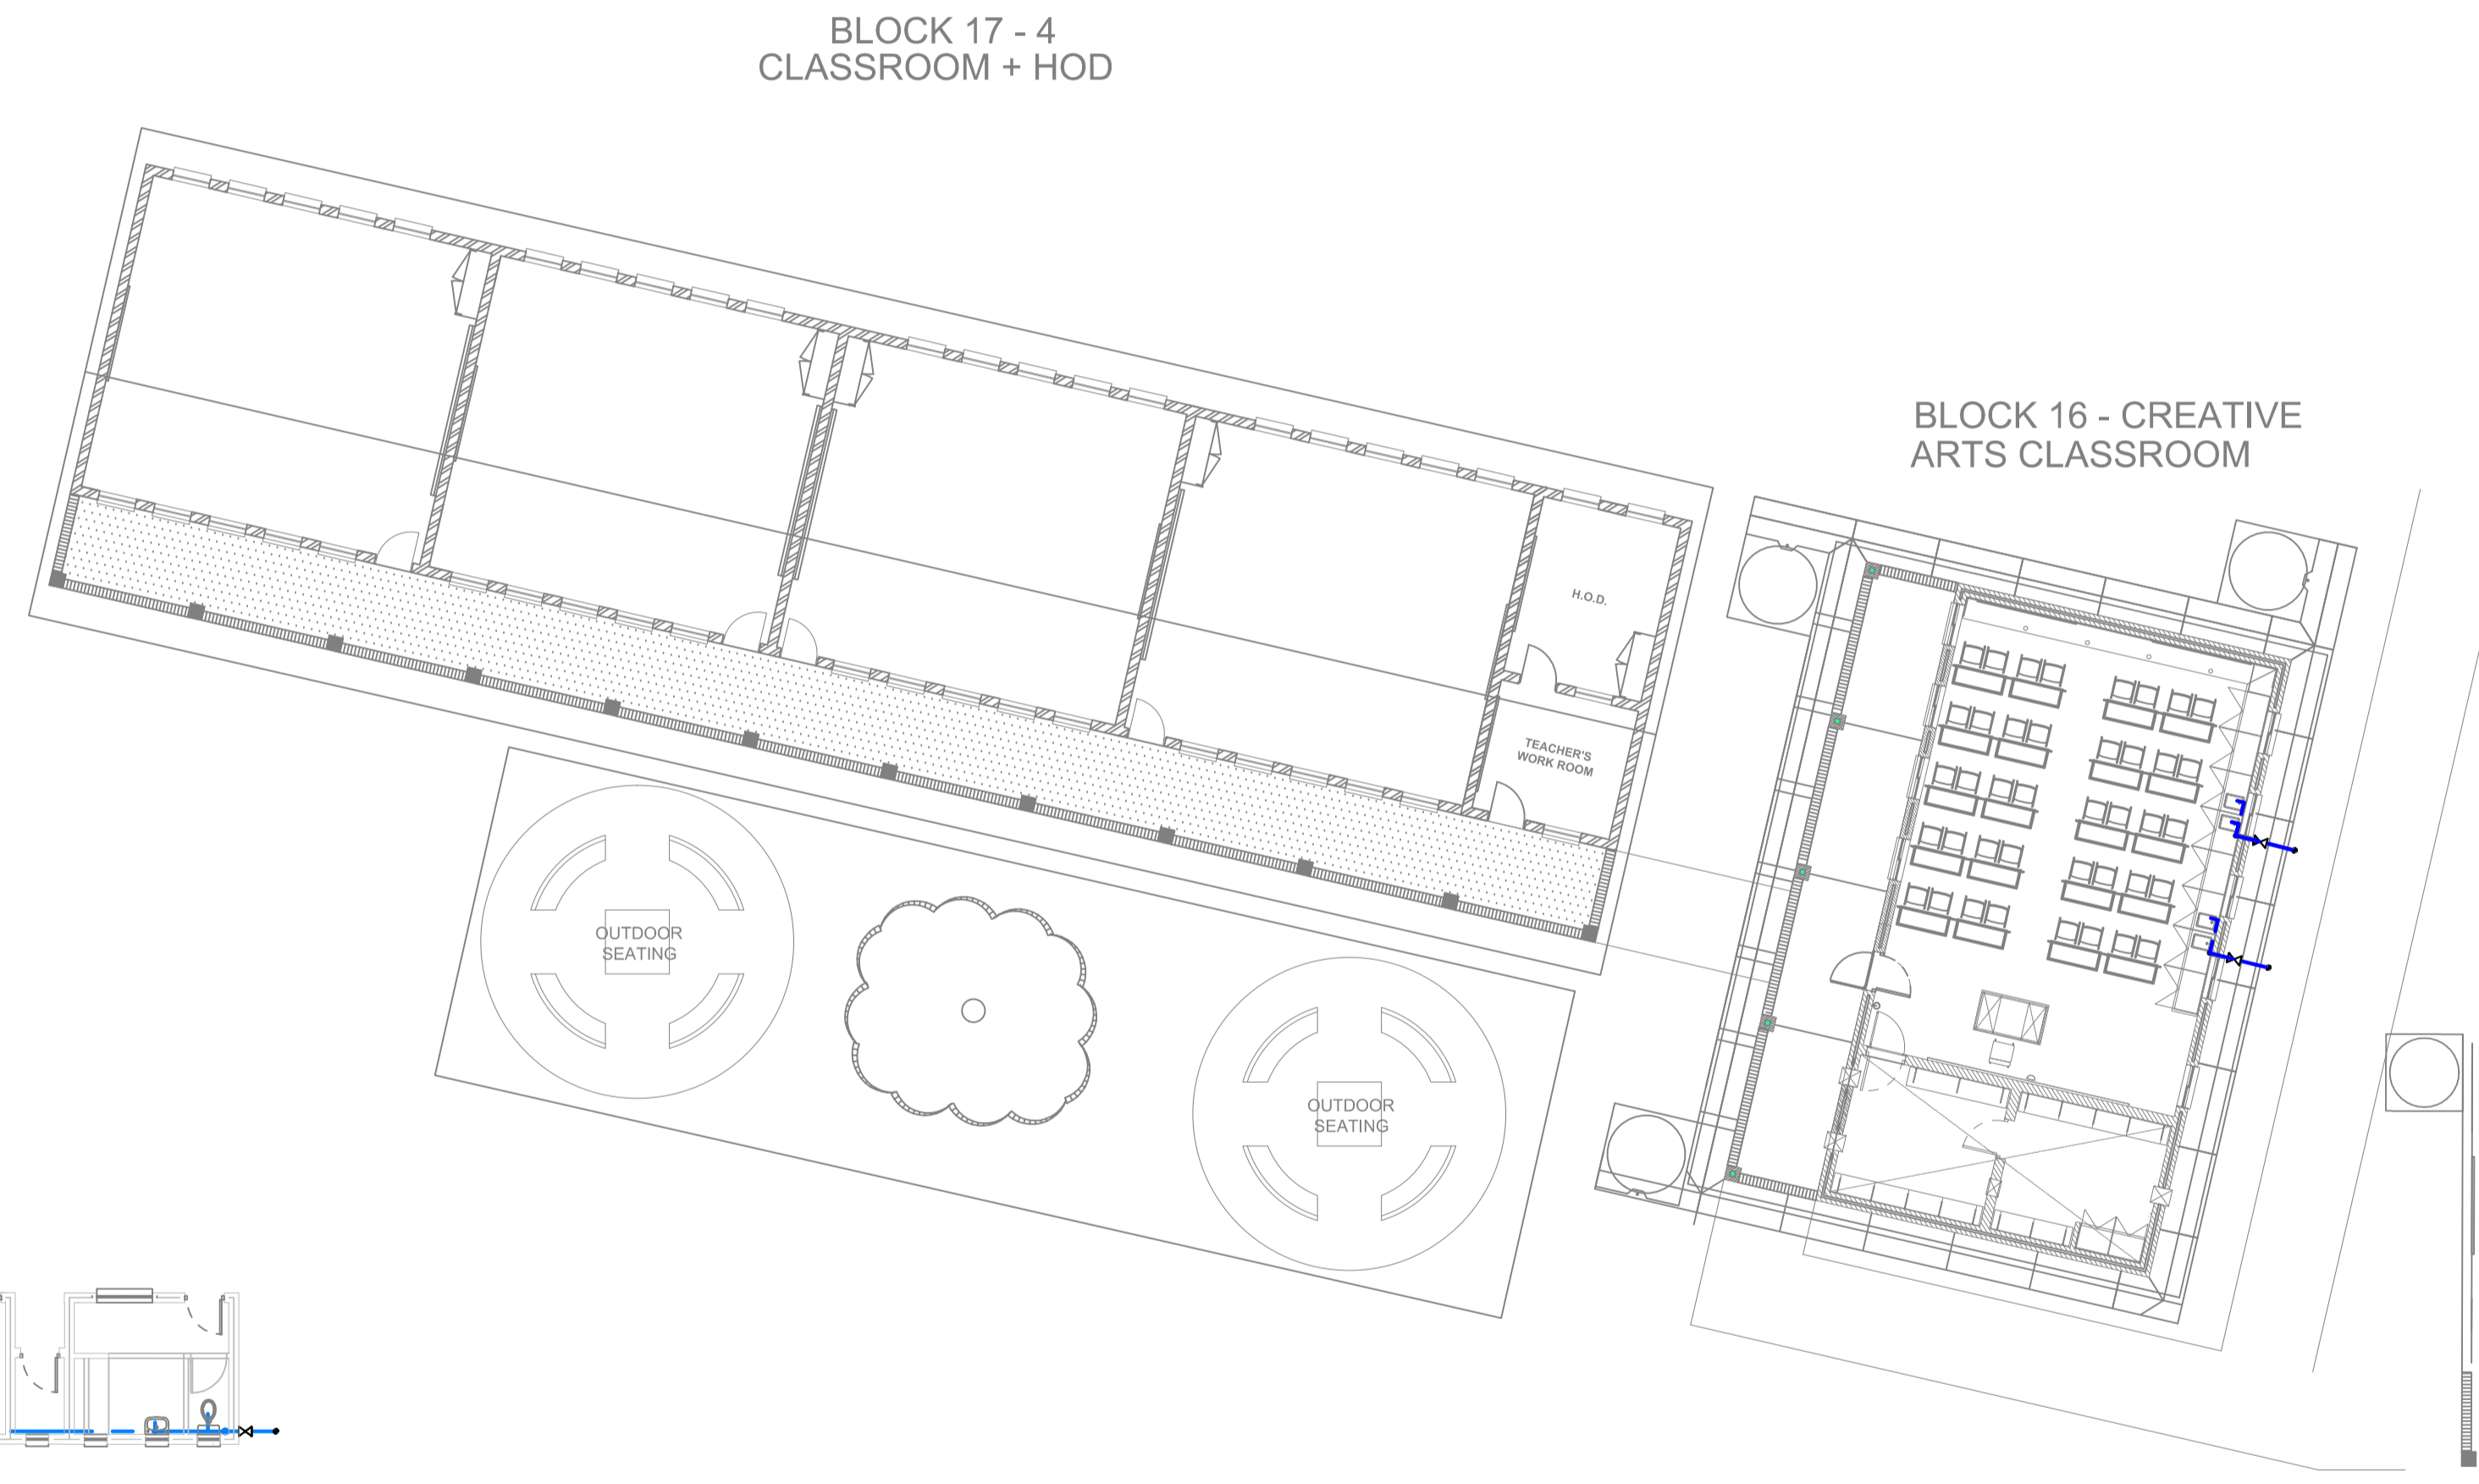 BLOCK 17 - 4
CLASSROOM + HOD
BLOCK 16 - CREATIVE
ARTS CLASSROOM
H.O.D.
TEACHER'S
WORK ROOM
OUTDOOR
SEATING
OUTDOOR
SEATING